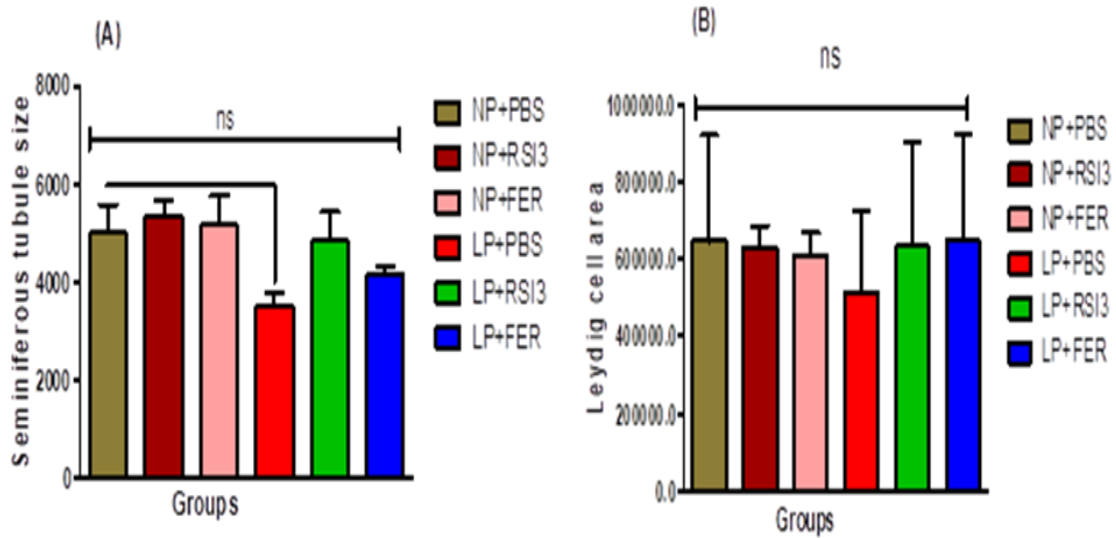 (A)
Seminiferous tubule size
8000
6000
4000
2000
0
ns
Groups
NP+PBS
NP+RSI3
NP+FER
LP+PBS
LP+RSI3
LP+FER
(B)
ns
Leydig cell area
1000000.0
800000.0
600000.0
400000.0
200000.0
0.0
Groups
NP+PBS
NP+RSI3
NP+FER
LP+PBS
LP+RSI3
LP+FER